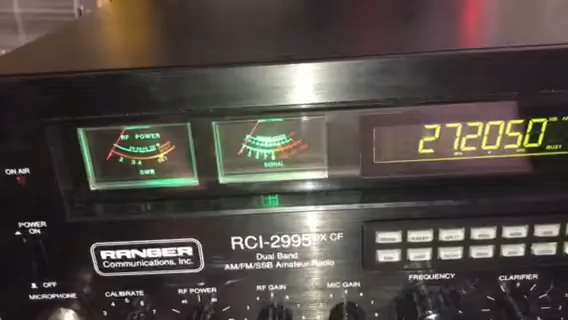 RF POWER
SWR
SIGNAL
272050
BUSY
ON AIR
POWER
ON
RANGER
Communications, Inc.
RCI-2995DX CF
Dual Band
AM/FM/SSB Amateur Radio
OFF
MICROPHONE
CALIBRATE
RF POWER
RF GAIN
MIC GAIN
FREQUENCY
CLARIFIER